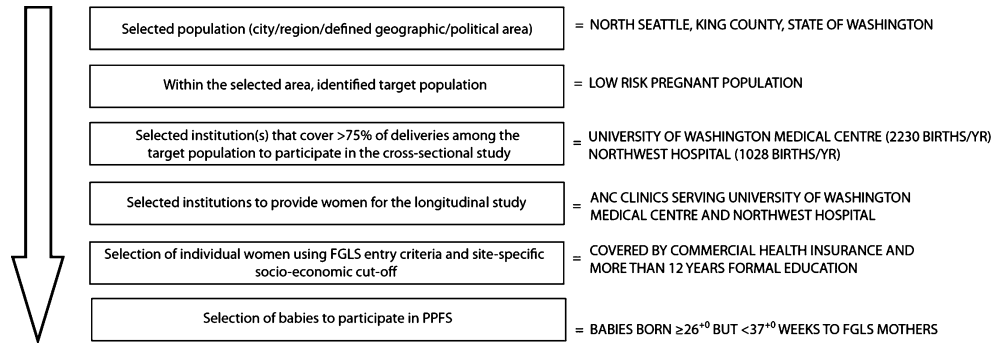 Selected population (city/region/defined geographic/political area)
= NORTH SEATTLE, KING COUNTY, STATE OF WASHINGTON
Within the selected area, identified target population
= LOW RISK PREGNANT POPULATION
Selected institution(s) that cover >75% of deliveries among the
target population to participate in the cross-sectional study
= UNIVERSITY OF WASHINGTON MEDICAL CENTRE (2230 BIRTHS/YR)
NORTHWEST HOSPITAL (1028 BIRTHS/YR)
Selected institutions to provide women for the longitudinal study
= ANC CLINICS SERVING UNIVERSITY OF WASHINGTON
MEDICAL CENTRE AND NORTHWEST HOSPITAL
Selection of individual women using FGLS entry criteria and site-specific
socio-economic cut-off
= COVERED BY COMMERCIAL HEALTH INSURANCE AND
MORE THAN 12 YEARS FORMAL EDUCATION
Selection of babies to participate in PPFS
= BABIES BORN ≥26⁺⁰ BUT <37⁺⁰ WEEKS TO FGLS MOTHERS